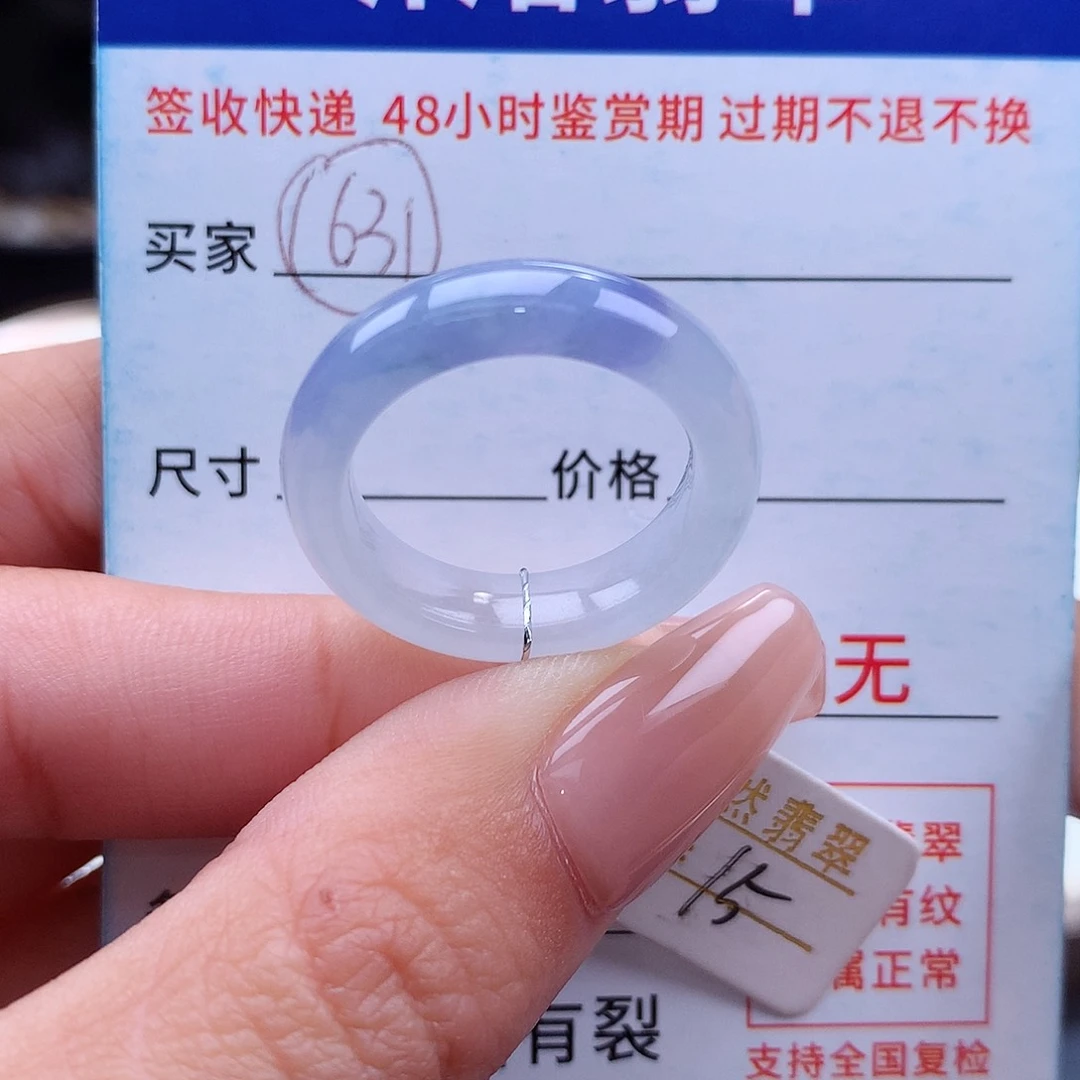 签收快递 48小时鉴赏期 过期不退不换
买家 1631
尺寸 价格
无
然翡翠
15
翠
有纹
属正常
有裂
支持全国复检